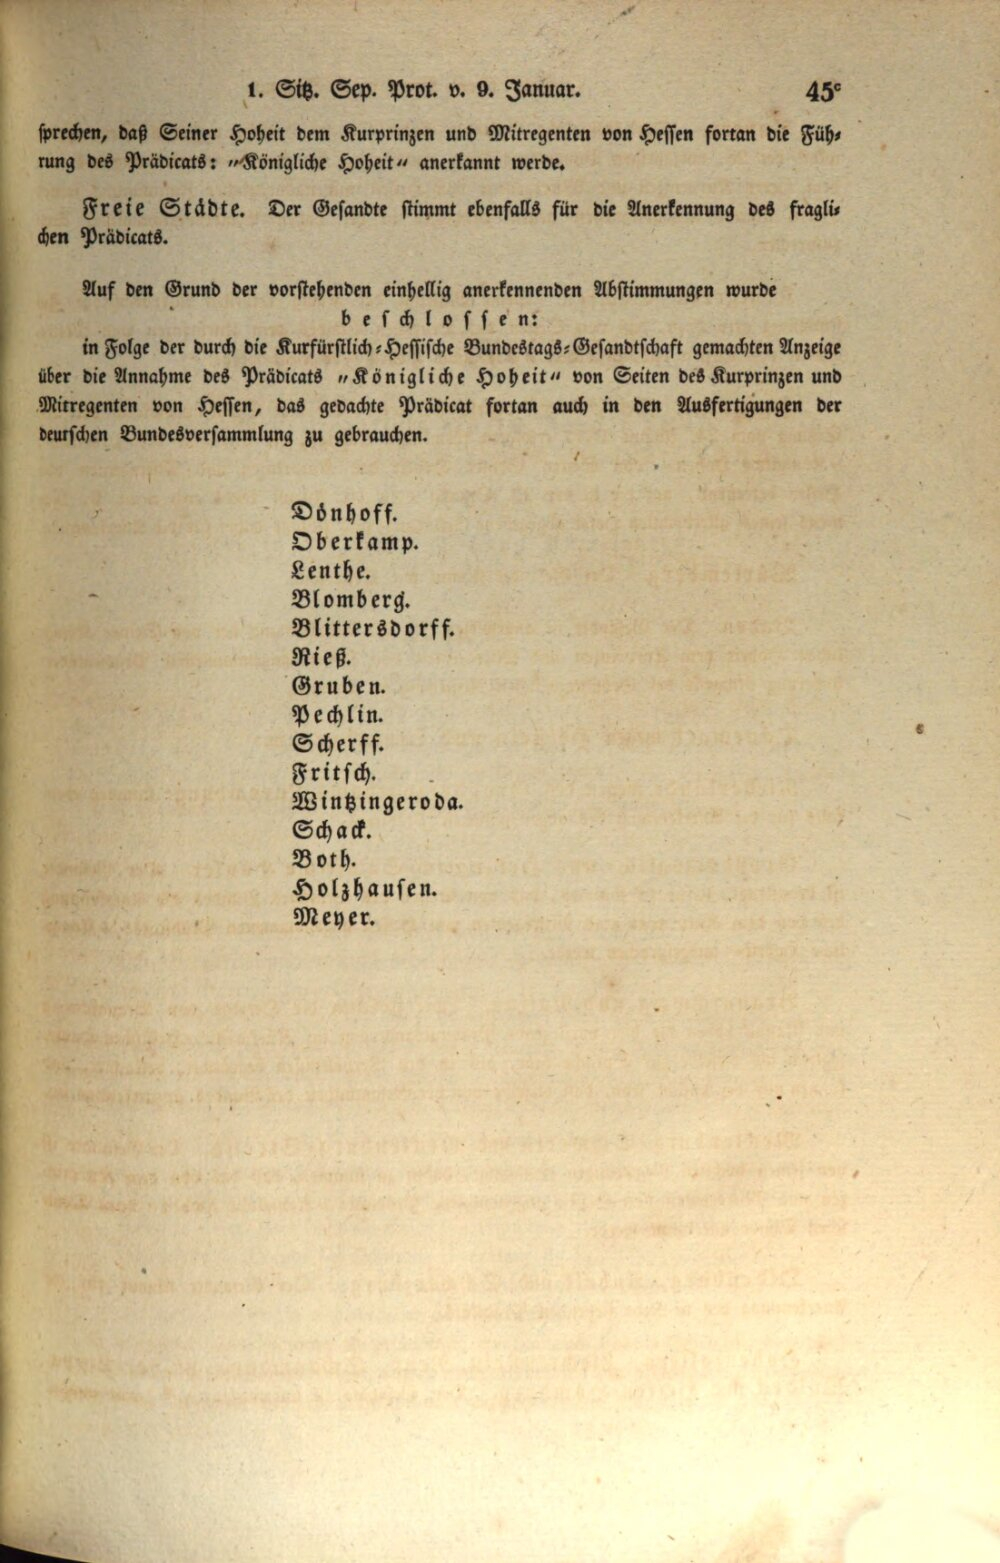 1. Sitz. Sep. Prot. v. 9. Januar. 45c
sprechen, daß Seiner Hoheit dem Kurprinzen und Mitregenten von Hessen fortan die Füh-
rung des Prädicats: „Königliche Hoheit“ anerkannt werde.
Freie Städte. Der Gesandte stimmt ebenfalls für die Anerkennung des fragli-
chen Prädicats.
Auf den Grund der vorstehenden einhellig anerkennenden Abstimmungen wurde
beschlossen:
in Folge der durch die Kurfürstlich-Hessische Bundestags-Gesandtschaft gemachten Anzeige
über die Annahme des Prädicats „Königliche Hoheit“ von Seiten des Kurprinzen und
Mitregenten von Hessen, das gedachte Prädicat fortan auch in den Ausfertigungen der
deutschen Bundesversammlung zu gebrauchen.
Dönhoff.
Oberkamp.
Lenthe.
Blomberg.
Blittersdorff.
Rieß.
Gruben.
Pechlin.
Scherff.
Fritsch.
Wintzingeroda.
Schack.
Both.
Holzhausen.
Meyer.